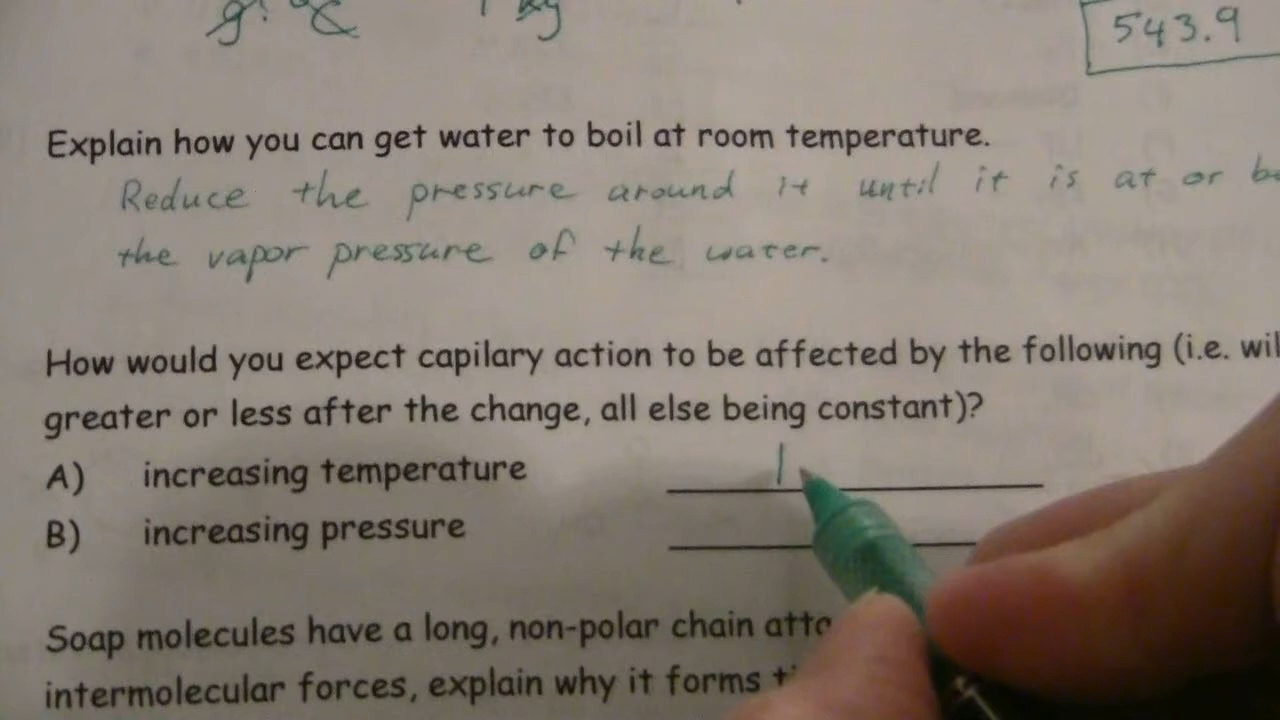 543.9
Explain how you can get water to boil at room temperature.
Reduce the pressure around it until it is at or
the vapor pressure of the water.
How would you expect capilary action to be affected by the following (i.e.
greater or less after the change, all else being constant)?
A) increasing temperature
B) increasing pressure
Soap molecules have a long, non-polar chain
intermolecular forces, explain why it forms